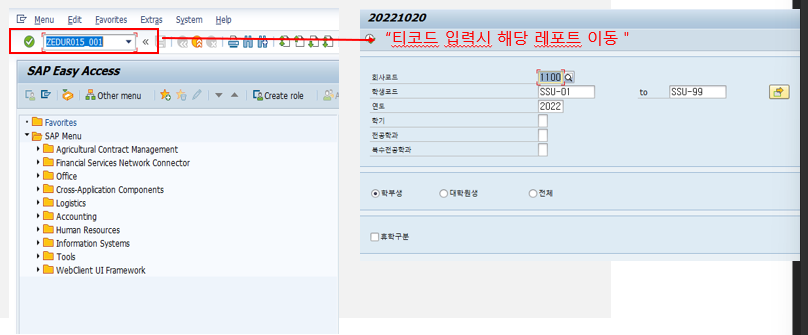 Menu Edit Favorites Extras System Help
ZEDUR015_001
SAP Easy Access
Other menu Create role
Favorites
SAP Menu
Agricultural Contract Management
Financial Services Network Connector
Office
Cross-Application Components
Logistics
Accounting
Human Resources
Information Systems
Tools
WebClient UI Framework
20221020
“티코드 입력시 해당 레포트 이동 "
회사코드 1100
학생코드 SSU-01 to SSU-99
연도 2022
학기
전공학과
복수전공학과
학부생 대학원생 전체
휴학구분